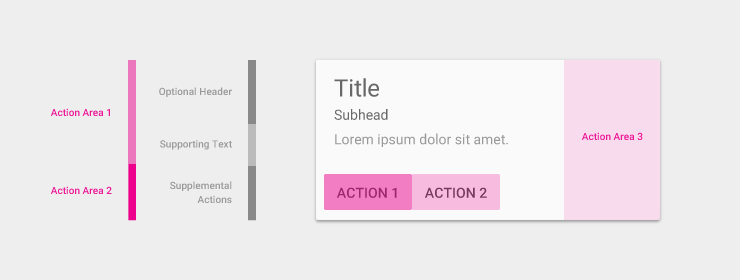 Action Area 1
Action Area 2
Optional Header
Supporting Text
Supplemental
Actions
Title
Subhead
Lorem ipsum dolor sit amet.
ACTION 1
ACTION 2
Action Area 3